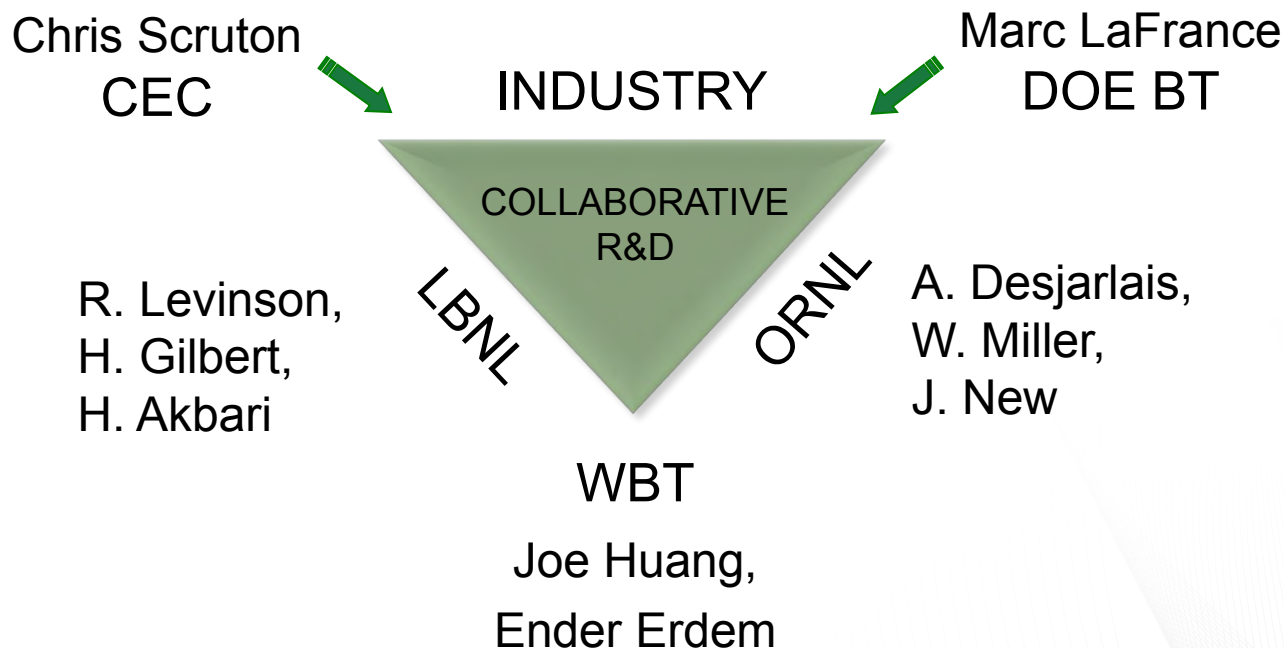 Chris Scruton
CEC
INDUSTRY
Marc LaFrance
DOE BT
COLLABORATIVE
R&D
LBNL
ORNL
R. Levinson,
H. Gilbert,
H. Akbari
A. Desjarlais,
W. Miller,
J. New
WBT
Joe Huang,
Ender Erdem